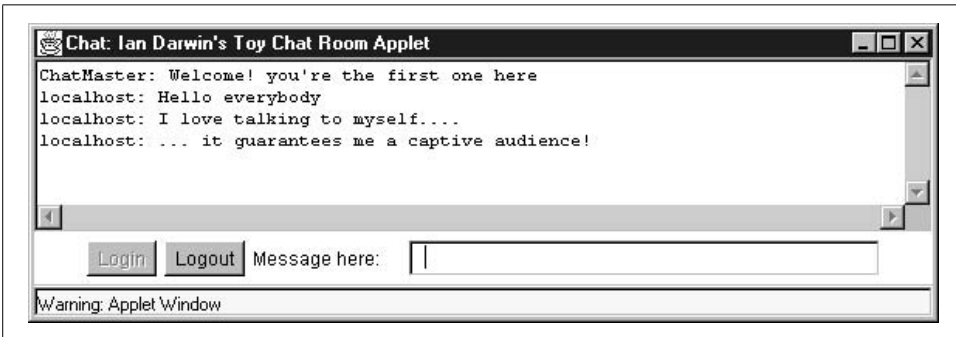 Chat: Ian Darwin's Toy Chat Room Applet
ChatMaster: Welcome! you're the first one here
localhost: Hello everybody
localhost: I love talking to myself....
localhost: ... it guarantees me a captive audience!
Login Logout Message here:
Warning: Applet Window